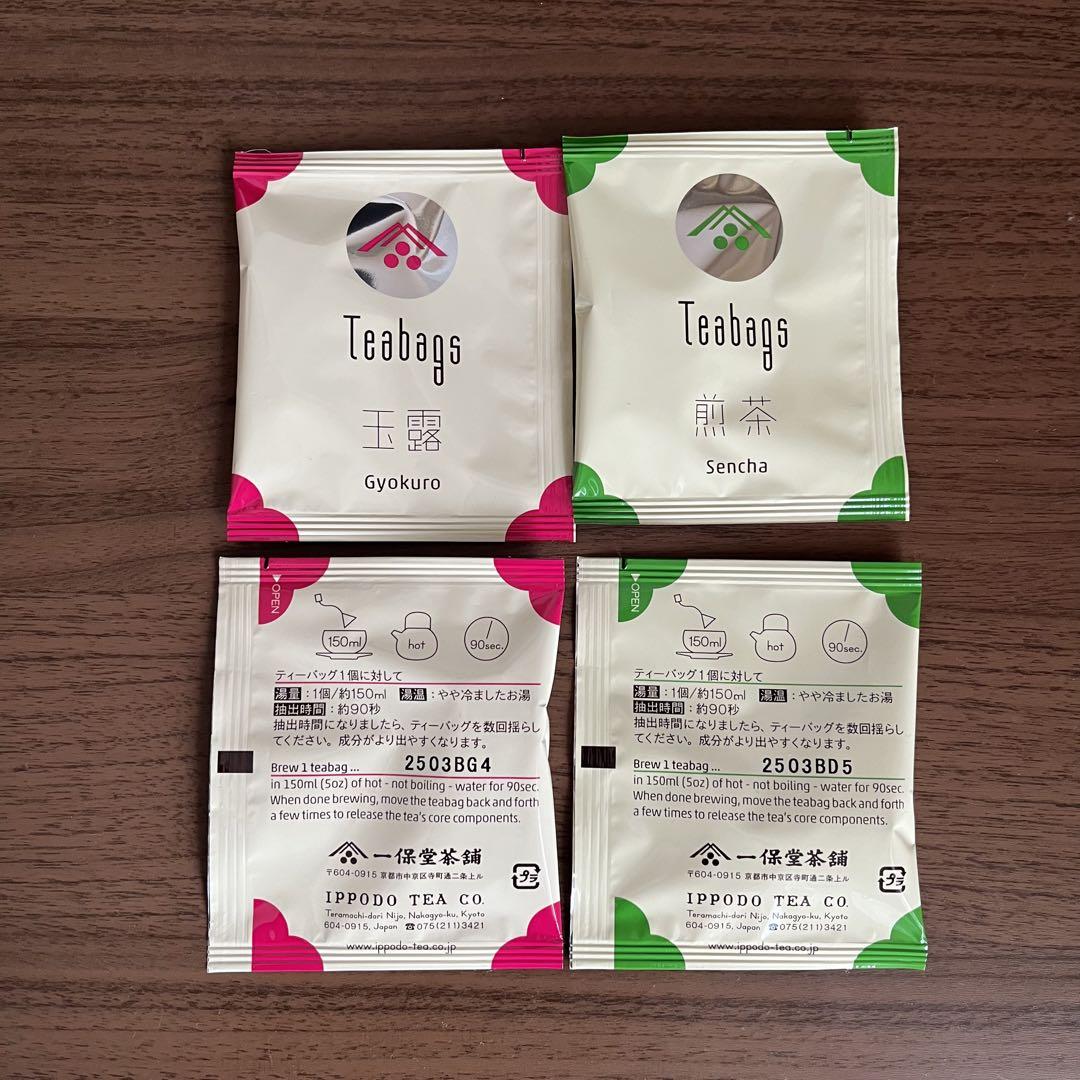 Teabags
玉露
Gyokuro
Teabags
煎茶
Sencha
▶OPEN
150ml
hot
90sec.
ティーバッグ1個に対して
湯量:1個/約150ml 湯温:やや冷ましたお湯
抽出時間:約90秒
抽出時間になりましたら、ティーバッグを数回揺らし
てください。成分がより出やすくなります。
Brew 1 teabag ... 2503BG4
in 150ml (5oz) of hot - not boiling - water for 90sec.
When done brewing, move the teabag back and forth
a few times to release the tea's core components.
一保堂茶舗
〒604-0915 京都市中京区寺町通二条上ル
プラ
IPPODO TEA CO.
Teramachi-dori Nijo, Nakagyo-ku, Kyoto
604-0915, Japan ☎075(211)3421
www.ippodo-tea.co.jp
▶OPEN
150ml
hot
90sec.
ティーバッグ1個に対して
湯量:1個/約150ml 湯温:やや冷ましたお湯
抽出時間:約90秒
抽出時間になりましたら、ティーバッグを数回揺らし
てください。成分がより出やすくなります。
Brew 1 teabag ... 2503BD5
in 150ml (5oz) of hot - not boiling - water for 90sec.
When done brewing, move the teabag back and forth
a few times to release the tea's core components.
一保堂茶舗
〒604-0915 京都市中京区寺町通二条上ル
プラ
IPPODO TEA CO.
Teramachi-dori Nijo, Nakagyo-ku, Kyoto
604-0915, Japan ☎075(211)3421
www.ippodo-tea.co.jp